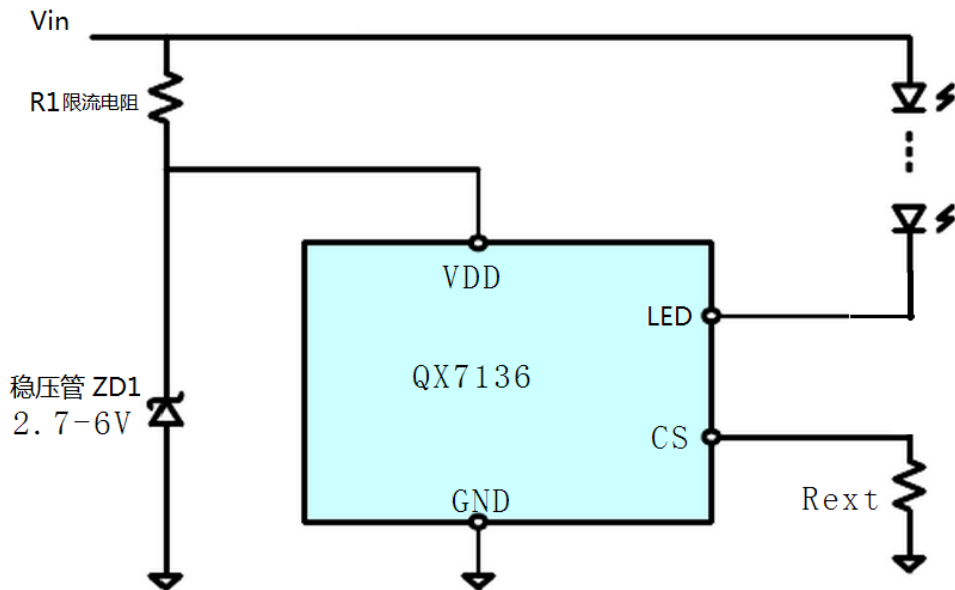 Vin
R1限流电阻
VDD
LED
QX7136
稳压管 ZD1
2.7-6V
CS
GND
Rext